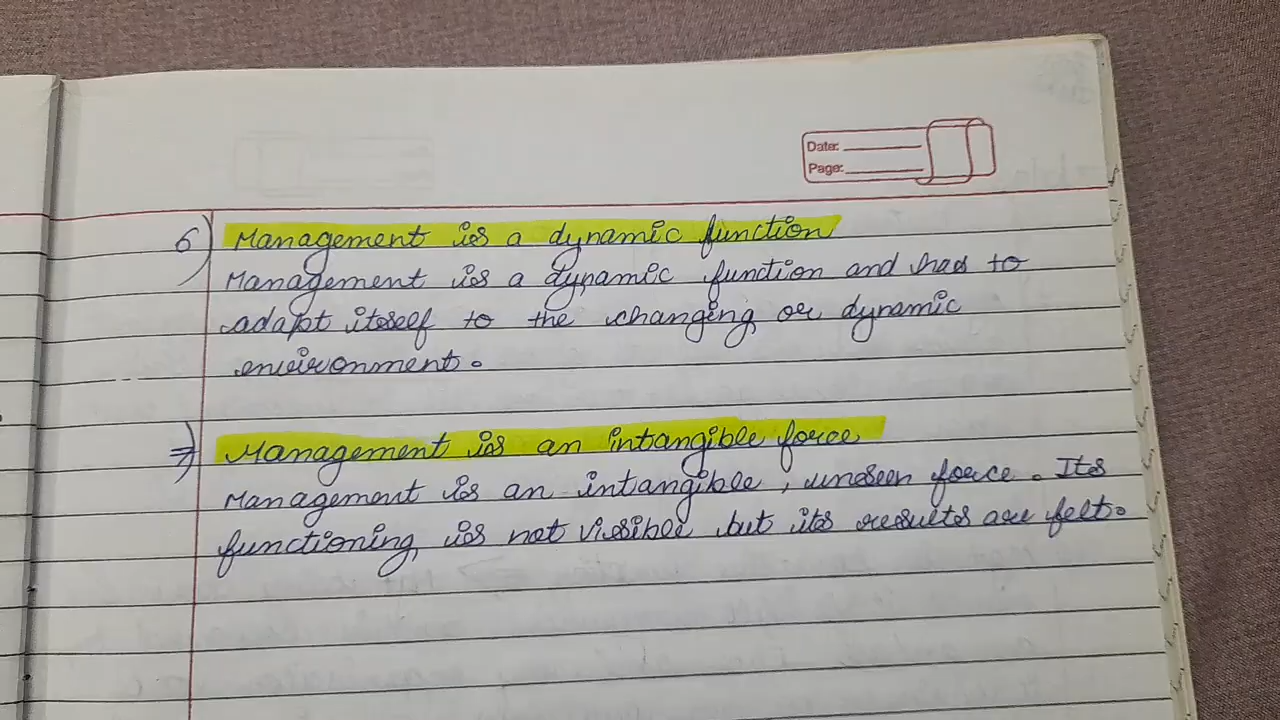 Date:
Page:
6) Management is a dynamic function
Management is a dynamic function and has to
adapt itself to the changing or dynamic
environment.
7) Management is an intangible force
Management is an intangible, unseen force. Its
functioning is not visible but its results are felt.